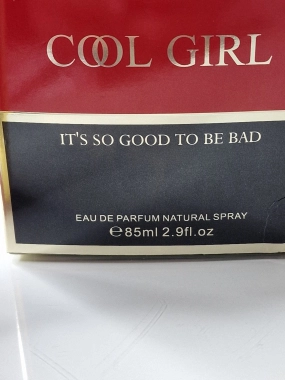 COOL GIRL
IT'S SO GOOD TO BE BAD
EAU DE PARFUM NATURAL SPRAY
℮85ml 2.9fl.oz